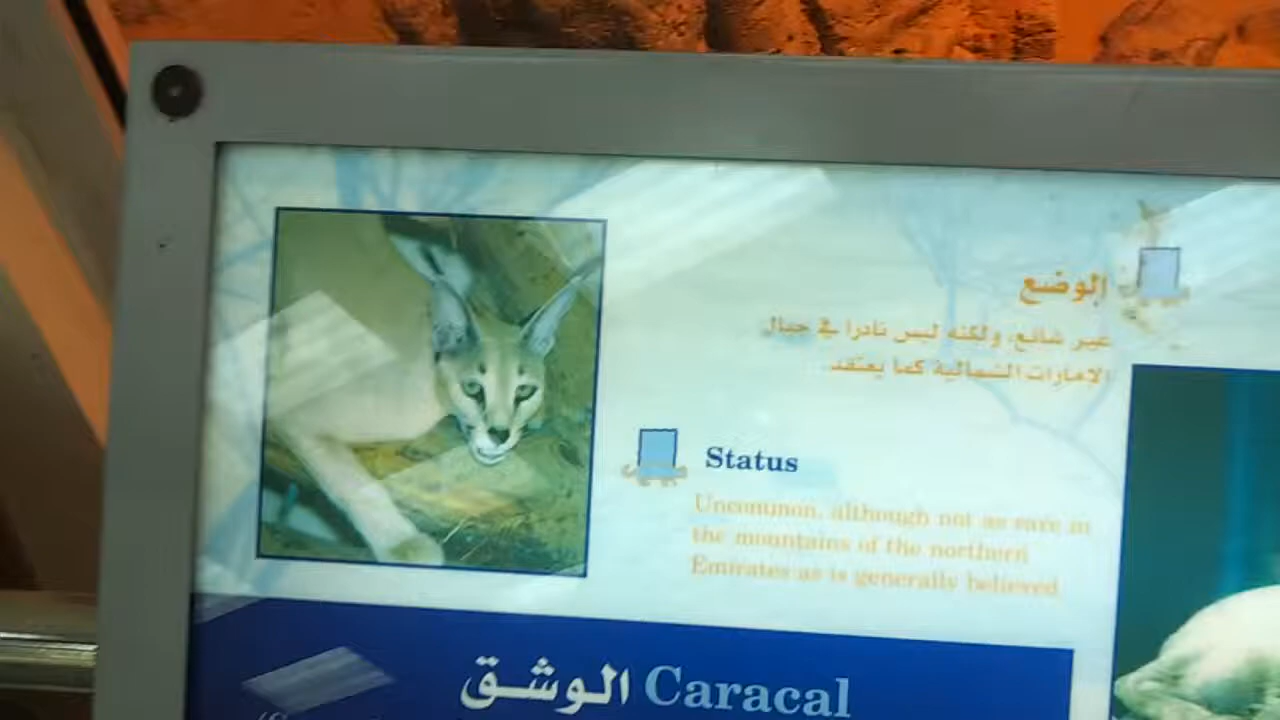 الوضع
غير شائع، ولكنه ليس نادرا في جبال
الامارات الشمالية كما يعتقد
Status
Uncommon, although not as rare in
the mountains of the northern
Emirates as is generally believed
الوشق Caracal